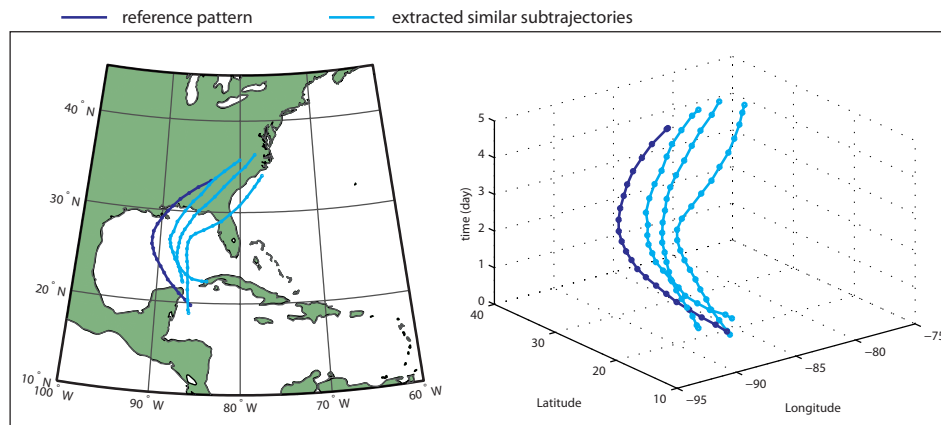 reference pattern extracted similar subtrajectories
40° N
30° N
20° N
10° N
100° W 90° W 80° W 70° W 60° W
5
4
3
2
1
0
time (day)
40
30
20
10
Latitude
−95
−90
−85
−80
−75
Longitude